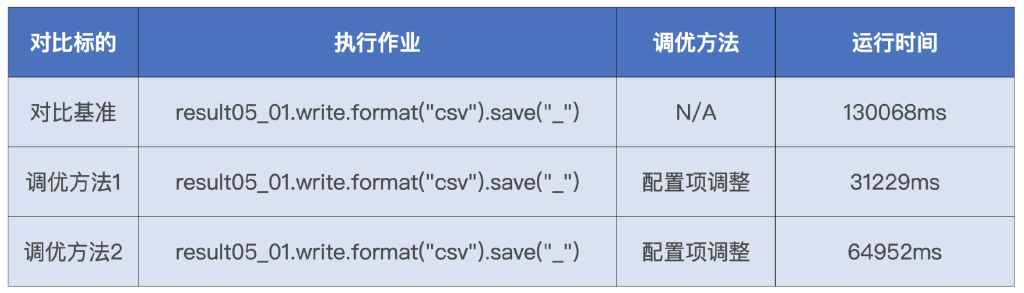 对比标的 执行作业 调优方法 运行时间
对比基准 result05_01.write.format("csv").save("_") N/A 130068ms
调优方法1 result05_01.write.format("csv").save("_") 配置项调整 31229ms
调优方法2 result05_01.write.format("csv").save("_") 配置项调整 64952ms